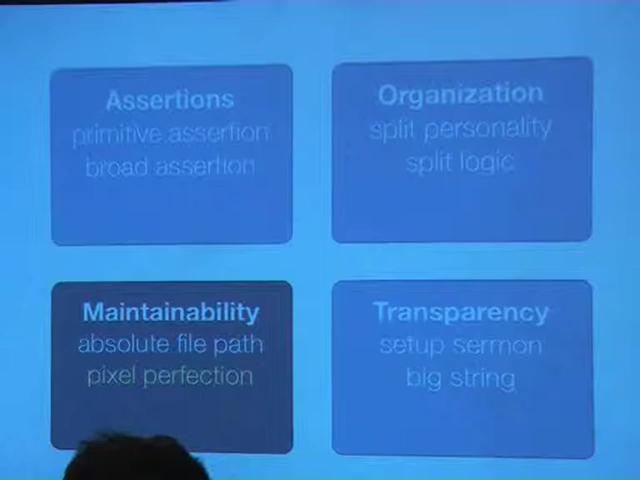 Assertions
primitive assertion
broad assertion
Organization
split personality
split logic
Maintainability
absolute file path
pixel perfection
Transparency
setup sermon
big string